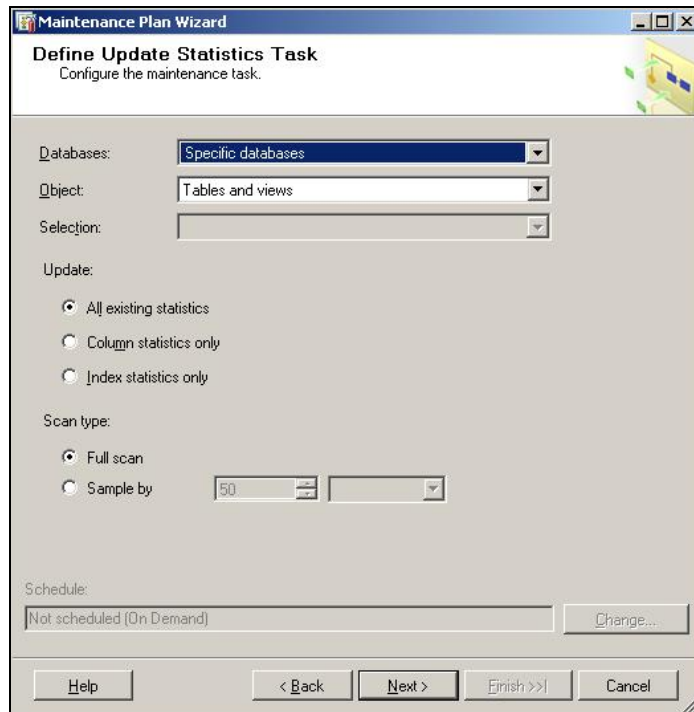 Maintenance Plan Wizard
Define Update Statistics Task
Configure the maintenance task.
Databases: Specific databases
Object: Tables and views
Selection:
Update:
All existing statistics
Column statistics only
Index statistics only
Scan type:
Full scan
Sample by 50
Schedule:
Not scheduled (On Demand) Change...
Help < Back Next > Finish >>| Cancel